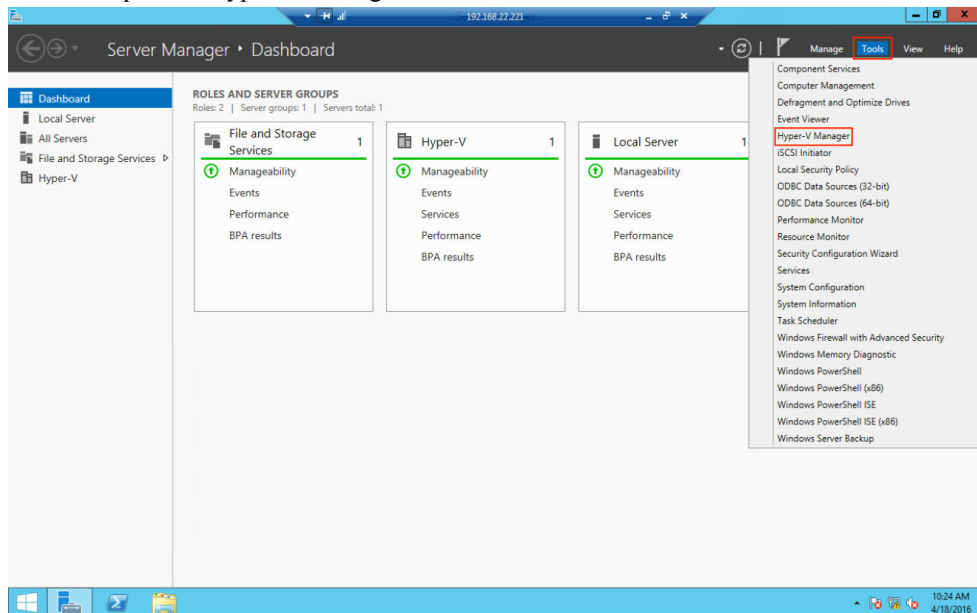 192.168.22.221
Server Manager • Dashboard
Manage Tools View Help
Dashboard
Local Server
All Servers
File and Storage Services
Hyper-V
ROLES AND SERVER GROUPS
Roles: 2 | Server groups: 1 | Servers total: 1
File and Storage Services 1
Manageability
Events
Performance
BPA results
Hyper-V 1
Manageability
Events
Services
Performance
BPA results
Local Server 1
Manageability
Events
Services
Performance
BPA results
Component Services
Computer Management
Defragment and Optimize Drives
Event Viewer
Hyper-V Manager
iSCSI Initiator
Local Security Policy
ODBC Data Sources (32-bit)
ODBC Data Sources (64-bit)
Performance Monitor
Resource Monitor
Security Configuration Wizard
Services
System Configuration
System Information
Task Scheduler
Windows Firewall with Advanced Security
Windows Memory Diagnostic
Windows PowerShell
Windows PowerShell (x86)
Windows PowerShell ISE
Windows PowerShell ISE (x86)
Windows Server Backup
10:24 AM
4/18/2016